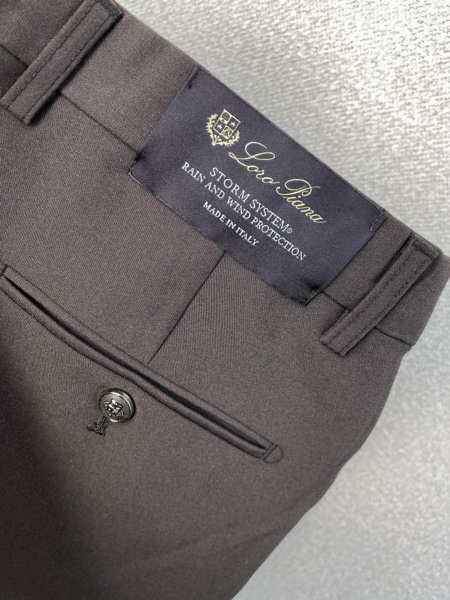 Loro Piana
STORM SYSTEM®
RAIN AND WIND PROTECTION
MADE IN ITALY